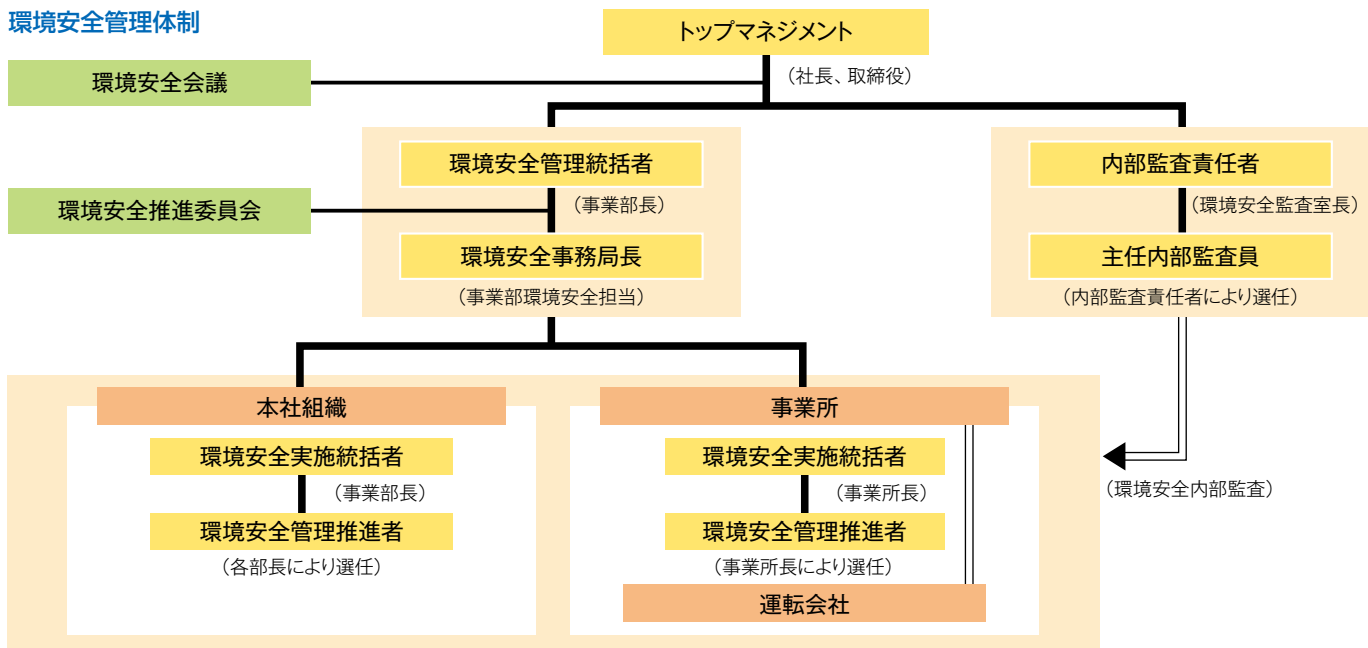 環境安全管理体制
トップマネジメント
（社長、取締役）
環境安全会議
環境安全管理統括者
（事業部長）
環境安全推進委員会
環境安全事務局長
（事業部環境安全担当）
内部監査責任者
（環境安全監査室長）
主任内部監査員
（内部監査責任者により選任）
（環境安全内部監査）
本社組織
環境安全実施統括者
（事業部長）
環境安全管理推進者
（各部長により選任）
事業所
環境安全実施統括者
（事業所長）
環境安全管理推進者
（事業所長により選任）
運転会社